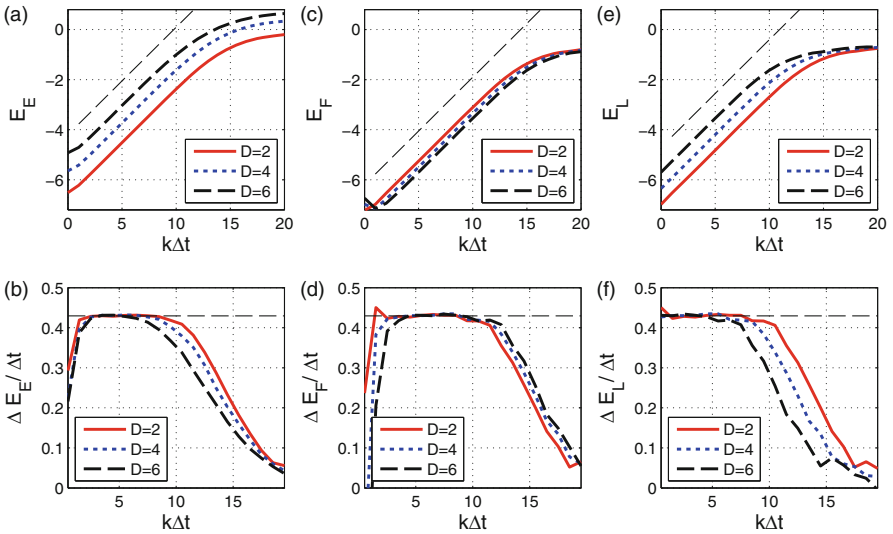 (a)
0
−2
−4
−6
E_E
D=2
D=4
D=6
0 5 10 15 20
kΔt
(c)
0
−2
−4
−6
E_F
D=2
D=4
D=6
0 5 10 15 20
kΔt
(e)
0
−2
−4
−6
E_L
D=2
D=4
D=6
0 5 10 15 20
kΔt
(b)
0.5
0.4
0.3
0.2
0.1
0
Δ E_E / Δt
D=2
D=4
D=6
5 10 15
kΔt
(d)
0.5
0.4
0.3
0.2
0.1
0
Δ E_F / Δt
D=2
D=4
D=6
5 10 15
kΔt
(f)
0.5
0.4
0.3
0.2
0.1
0
Δ E_L / Δt
D=2
D=4
D=6
5 10 15
kΔt